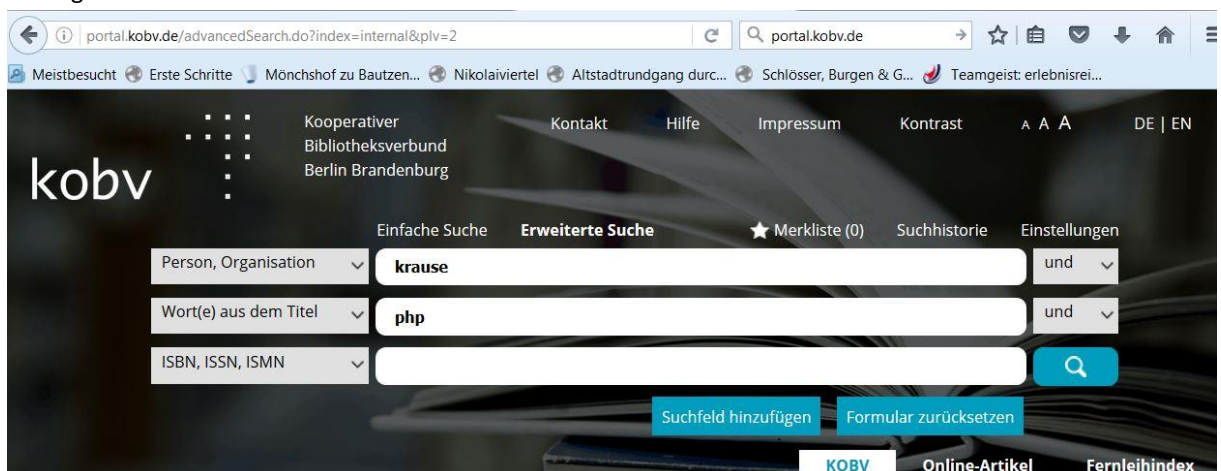 portal.kobv.de/advancedSearch.do?index=internal&plv=2 portal.kobv.de
Meistbesucht Erste Schritte Mönchshof zu Bautzen... Nikolaiviertel Altstadtrundgang durc... Schlösser, Burgen & G... Teamgeist: erlebnisrei...
kobv
Kooperativer
Bibliotheksverbund
Berlin Brandenburg
Kontakt Hilfe Impressum Kontrast A A A DE | EN
Einfache Suche Erweiterte Suche Merkliste (0) Suchhistorie Einstellungen
Person, Organisation krause und
Wort(e) aus dem Titel php und
ISBN, ISSN, ISMN
Suchfeld hinzufügen Formular zurücksetzen
KOBV Online-Artikel Fernleihindex